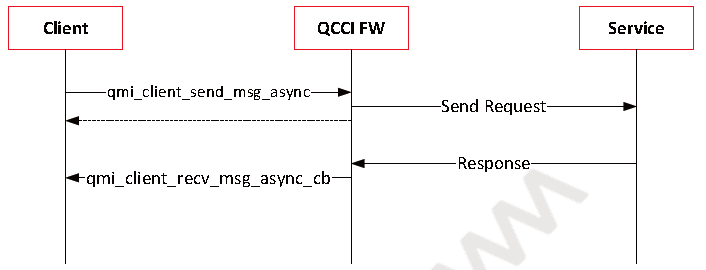 Client
QCCI FW
Service
qmi_client_send_msg_async
Send Request
Response
qmi_client_recv_msg_async_cb